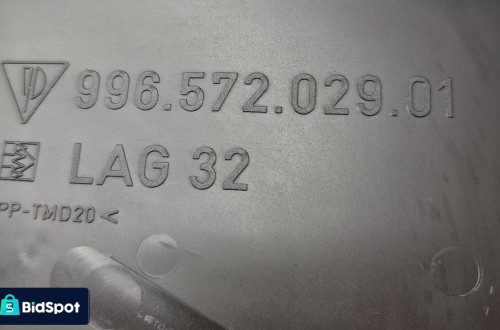 996.572.029.01
LAG 32
PP-TMD20<
BidSpot